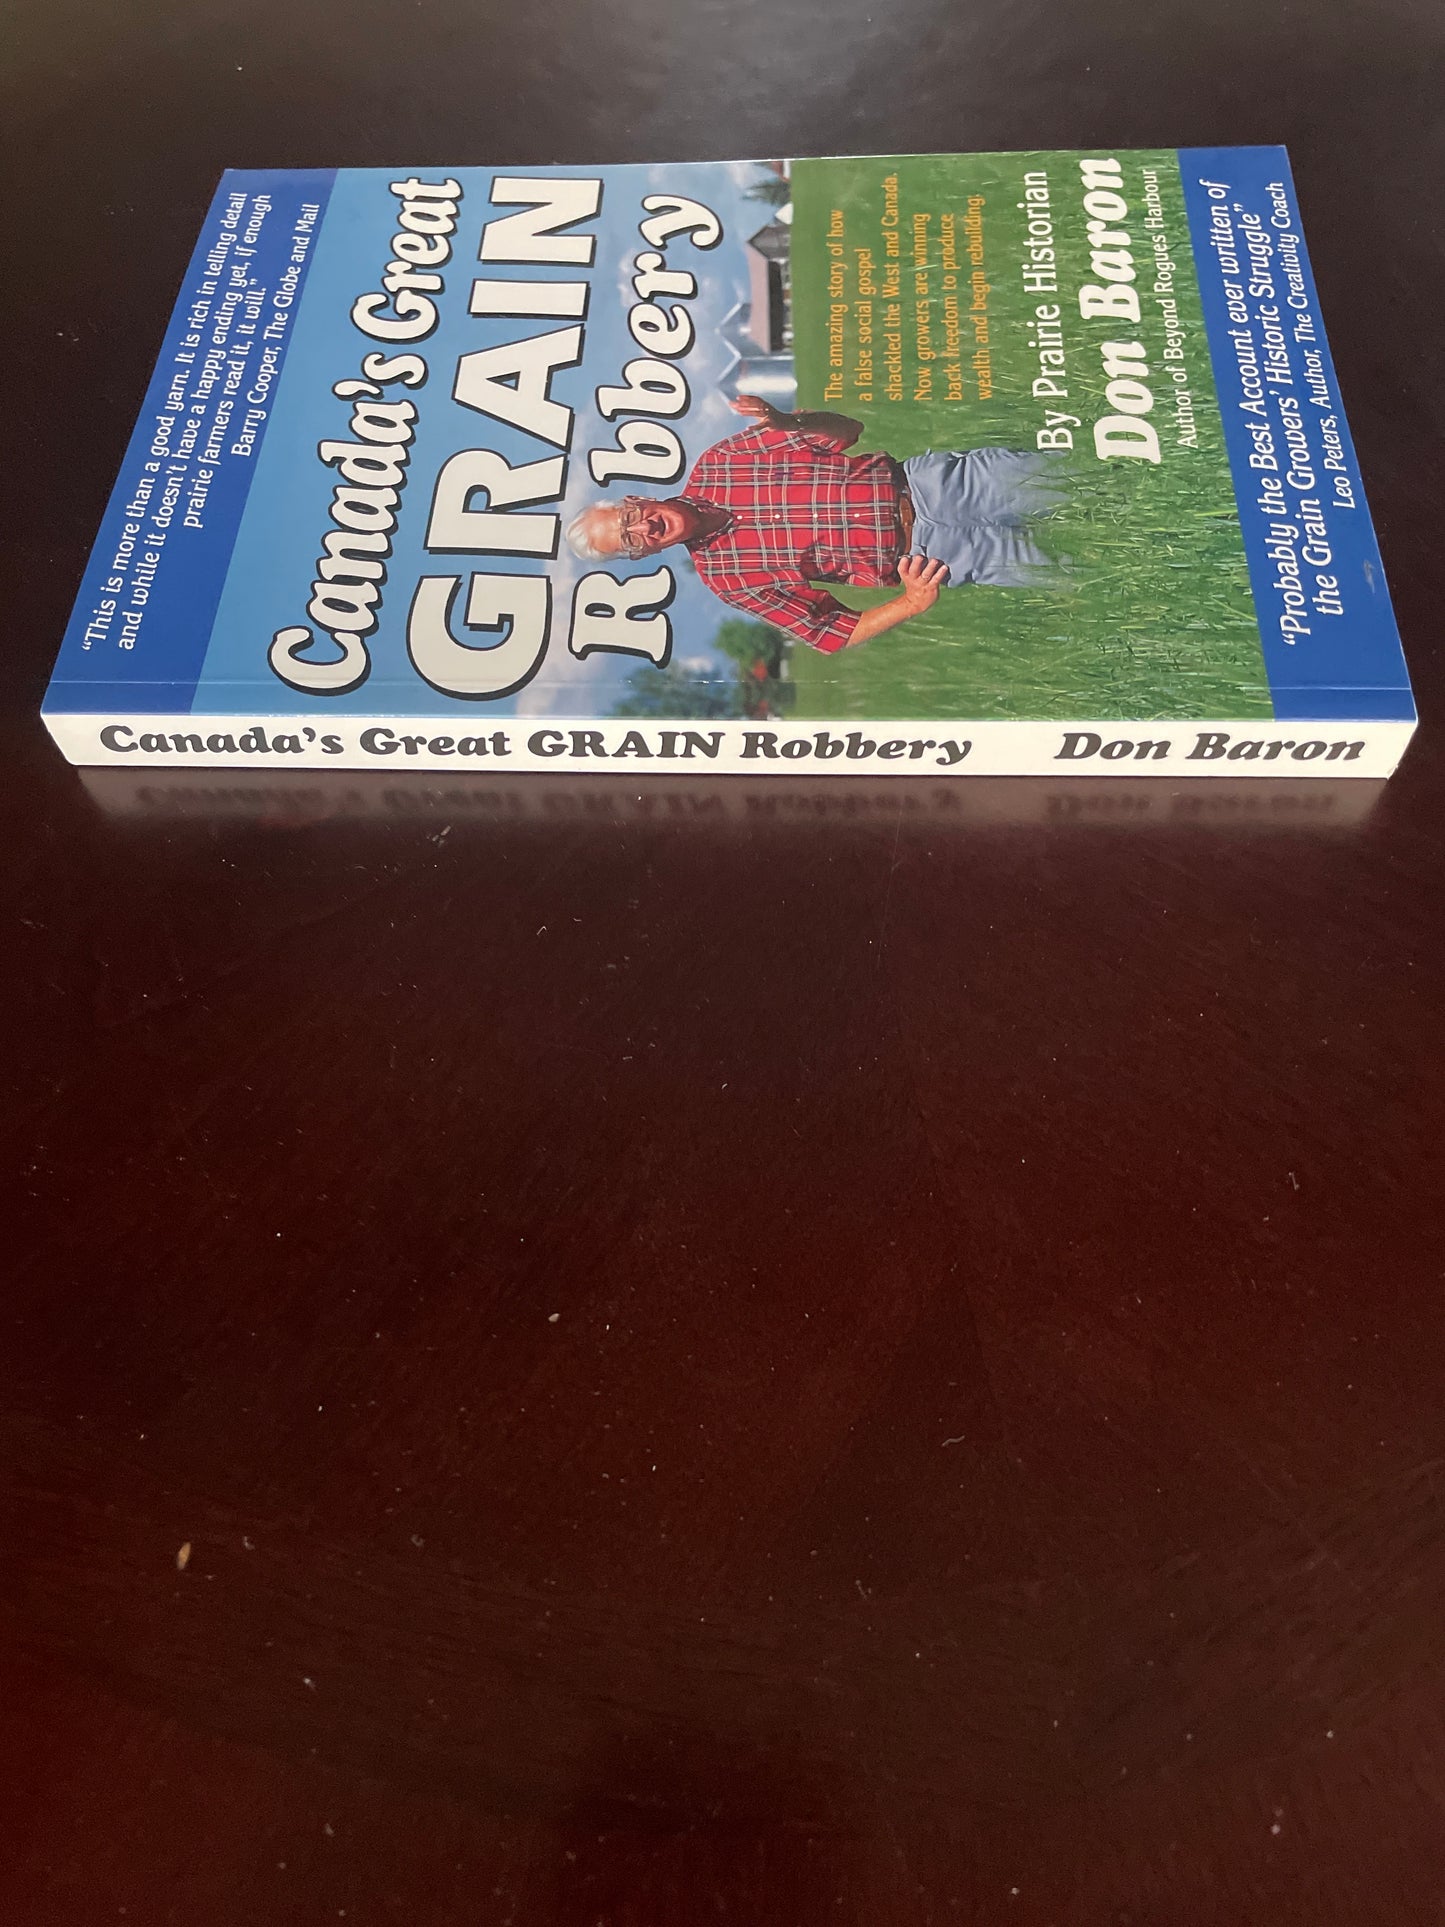 "This is more than a good yarn. It is rich in telling detail
and while it doesn't have a happy ending yet, if enough
prairie farmers read it, it will."
Barry Cooper, The Globe and Mail
Canada's Great
GRAIN
R bbery
The amazing story of how
a false social gospel
shackled the West and Canada.
Now growers are winning
back freedom to produce
wealth and begin rebuilding!
By Prairie Historian
Don Baron
Author of Beyond Rogues Harbour
"Probably the Best Account ever written of
the Grain Growers' Historic Struggle"
Leo Peters, Author, The Creativity Coach
Canada's Great GRAIN Robbery Don Baron